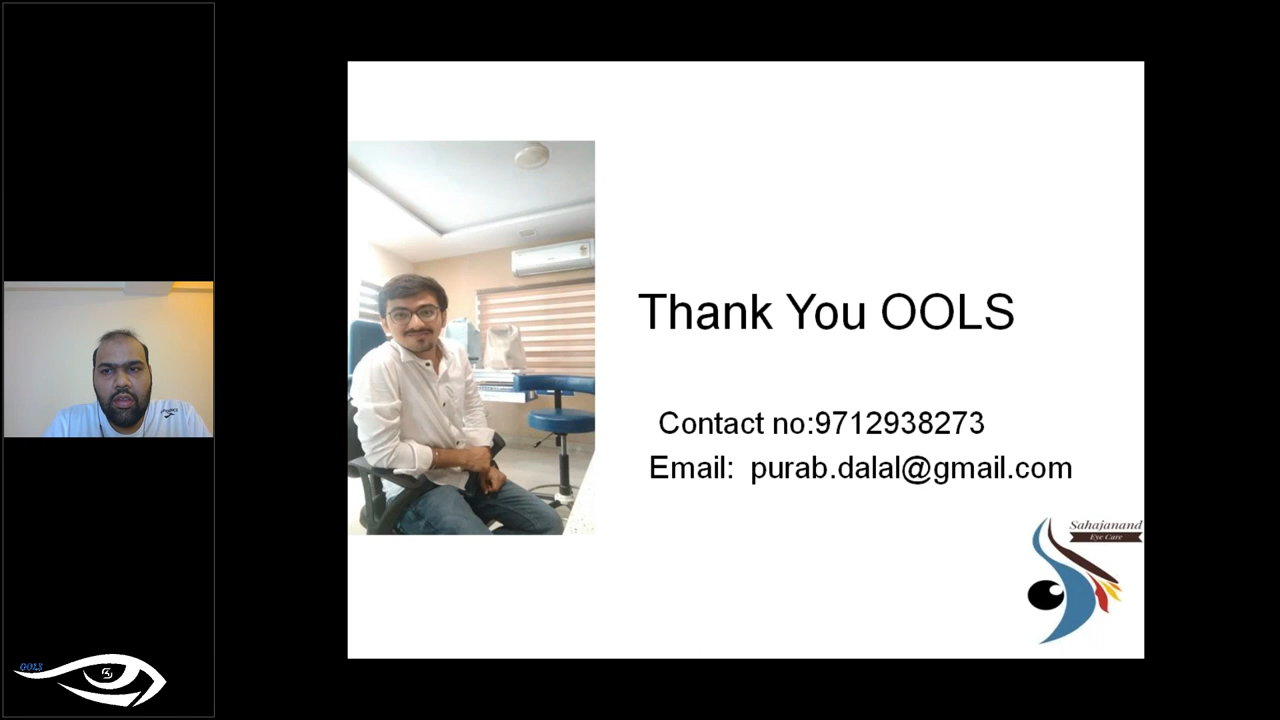 Thank You OOLS
Contact no:9712938273
Email: purab.dalal@gmail.com
Sahajanand
Eye Care
OOLS